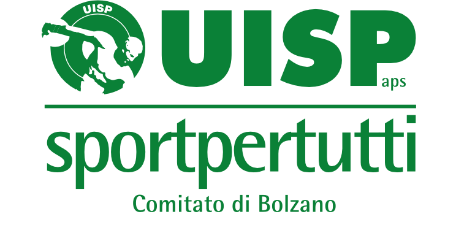 UISP
UISP aps
sportpertutti
Comitato di Bolzano